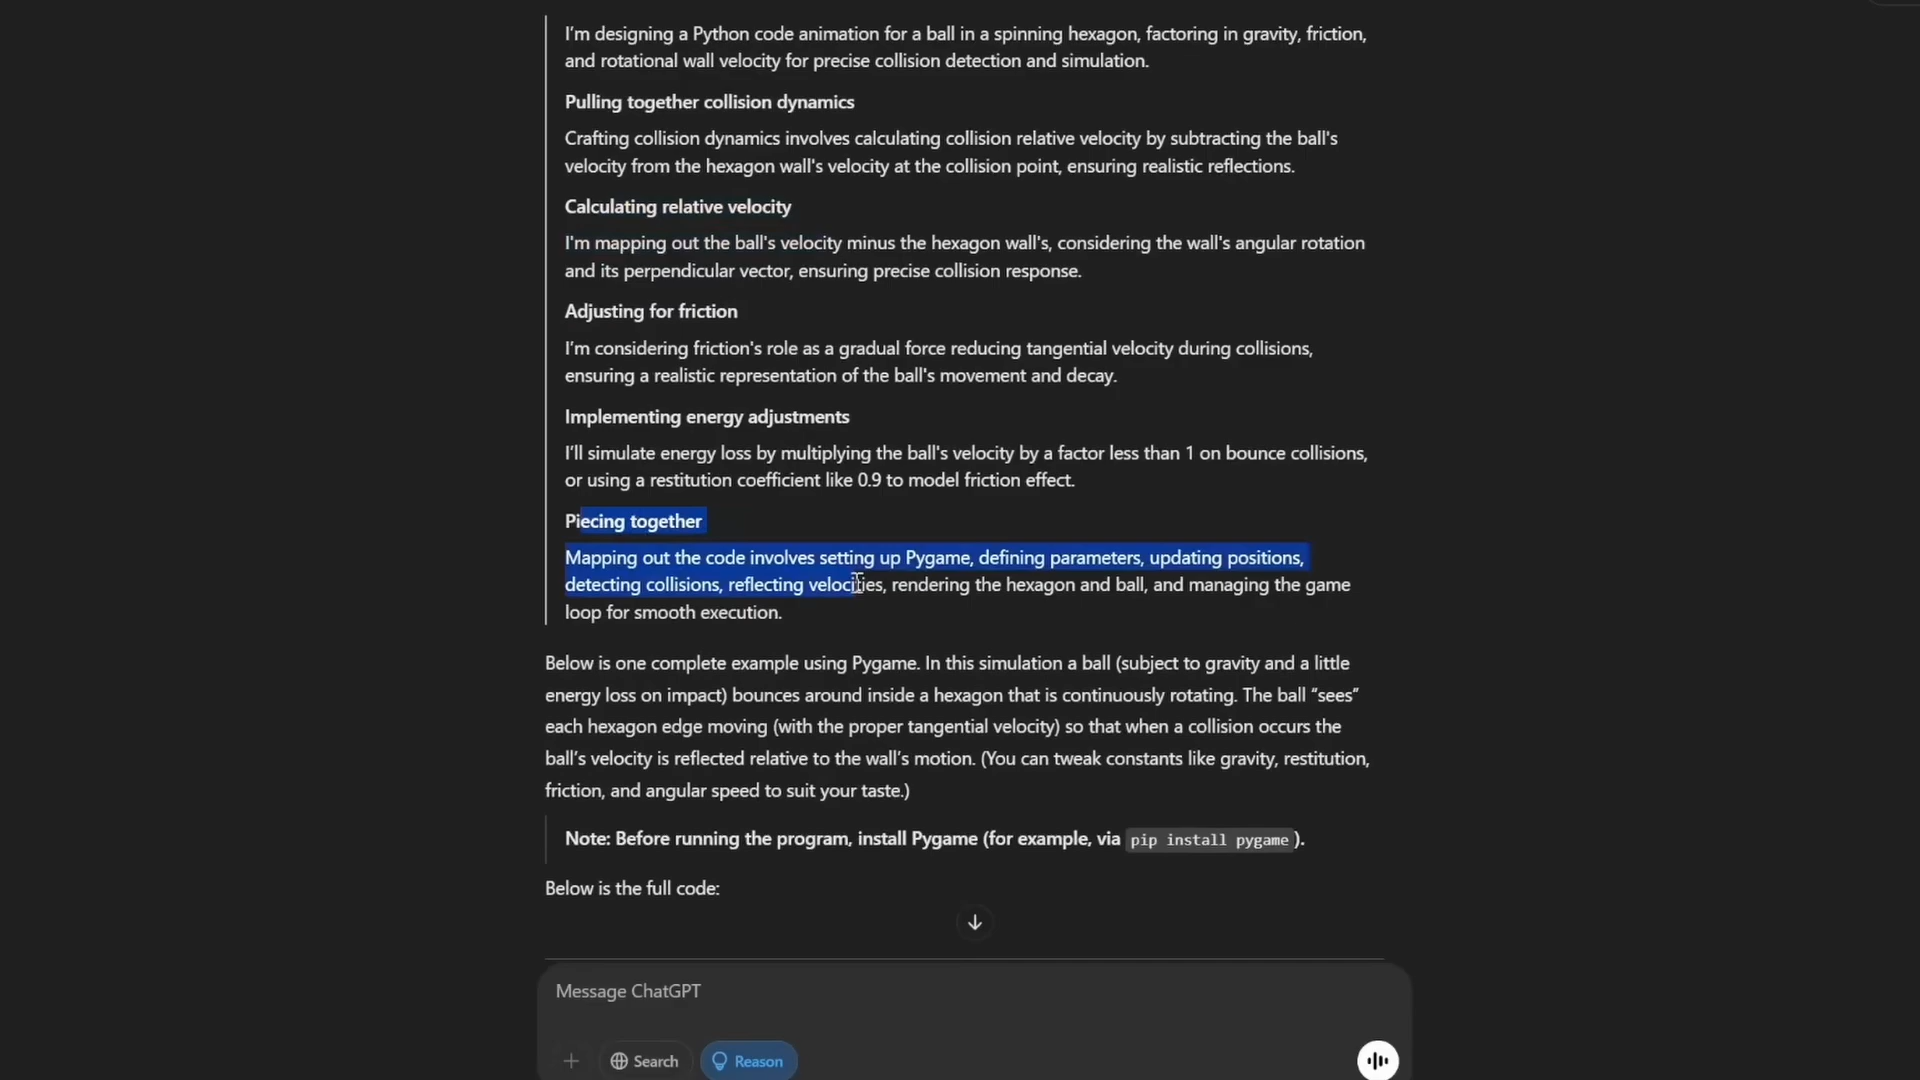 I'm designing a Python code animation for a ball in a spinning hexagon, factoring in gravity, friction,
and rotational wall velocity for precise collision detection and simulation.
Pulling together collision dynamics
Crafting collision dynamics involves calculating collision relative velocity by subtracting the ball's
velocity from the hexagon wall's velocity at the collision point, ensuring realistic reflections.
Calculating relative velocity
I'm mapping out the ball's velocity minus the hexagon wall's, considering the wall's angular rotation
and its perpendicular vector, ensuring precise collision response.
Adjusting for friction
I'm considering friction's role as a gradual force reducing tangential velocity during collisions,
ensuring a realistic representation of the ball's movement and decay.
Implementing energy adjustments
I'll simulate energy loss by multiplying the ball's velocity by a factor less than 1 on bounce collisions,
or using a restitution coefficient like 0.9 to model friction effect.
Piecing together
Mapping out the code involves setting up Pygame, defining parameters, updating positions,
detecting collisions, reflecting velocities, rendering the hexagon and ball, and managing the game
loop for smooth execution.
Below is one complete example using Pygame. In this simulation a ball (subject to gravity and a little
energy loss on impact) bounces around inside a hexagon that is continuously rotating. The ball “sees”
each hexagon edge moving (with the proper tangential velocity) so that when a collision occurs the
ball’s velocity is reflected relative to the wall’s motion. (You can tweak constants like gravity, restitution,
friction, and angular speed to suit your taste.)
Note: Before running the program, install Pygame (for example, via pip install pygame).
Below is the full code:
Message ChatGPT
Search Reason